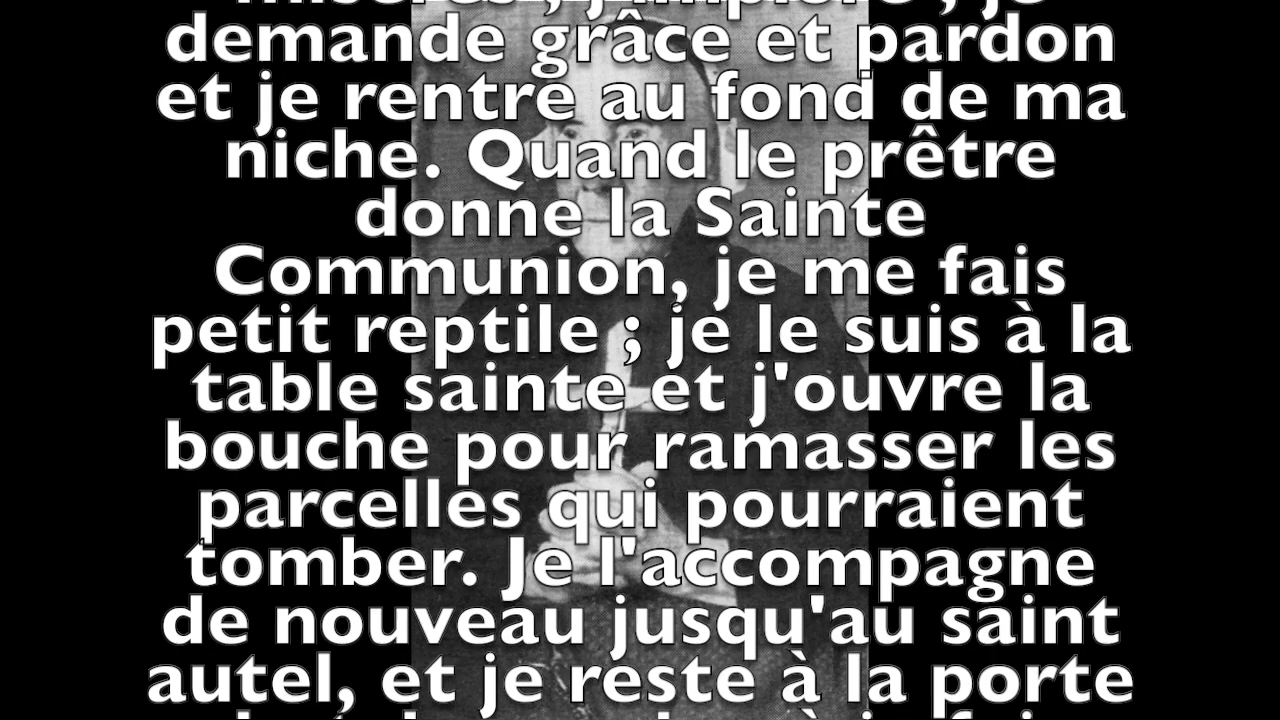 demande grâce et pardon
et je rentre au fond de ma
niche. Quand le prêtre
donne la Sainte
Communion, je me fais
petit reptile ; je le suis à la
table sainte et j'ouvre la
bouche pour ramasser les
parcelles qui pourraient
tomber. Je l'accompagne
de nouveau jusqu'au saint
autel, et je reste à la porte